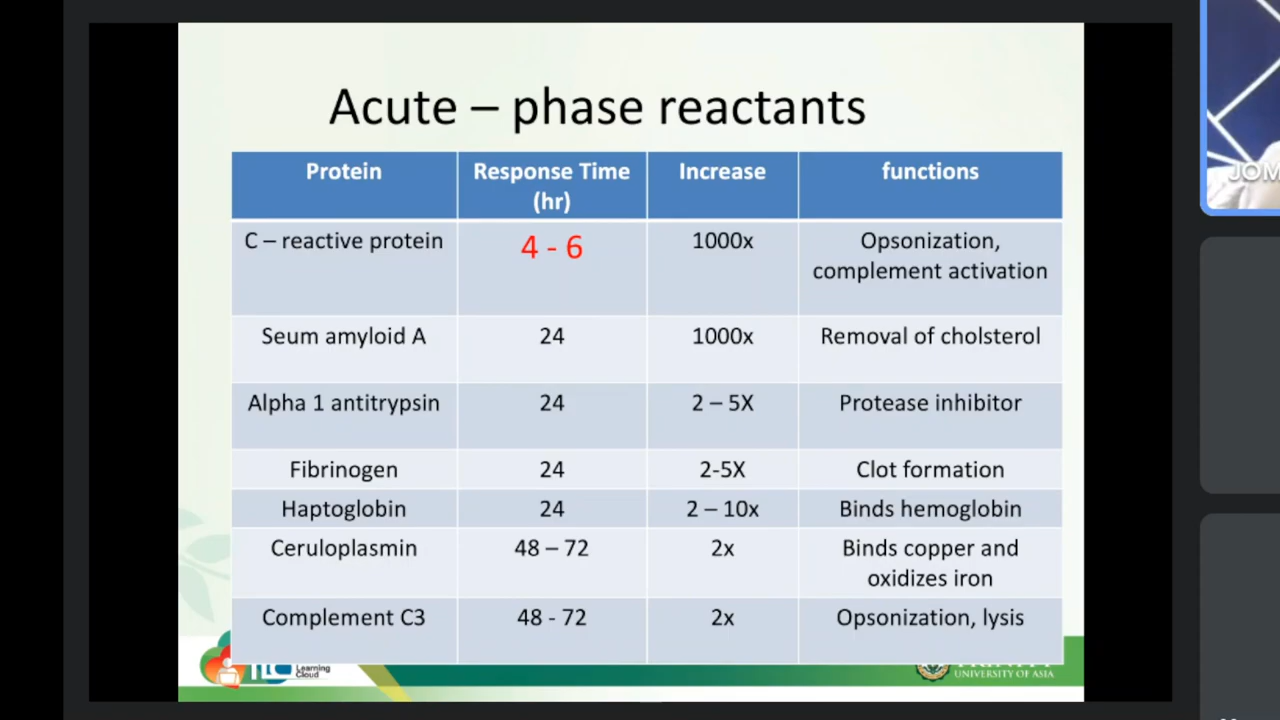 Acute – phase reactants
Protein
Response Time
(hr)
Increase
functions
C – reactive protein
4 - 6
1000x
Opsonization,
complement activation
Seum amyloid A
24
1000x
Removal of cholsterol
Alpha 1 antitrypsin
24
2 – 5X
Protease inhibitor
Fibrinogen
24
2-5X
Clot formation
Haptoglobin
24
2 – 10x
Binds hemoglobin
Ceruloplasmin
48 – 72
2x
Binds copper and
oxidizes iron
Complement C3
48 - 72
2x
Opsonization, lysis
Learning
Cloud
TRINITY
UNIVERSITY OF ASIA